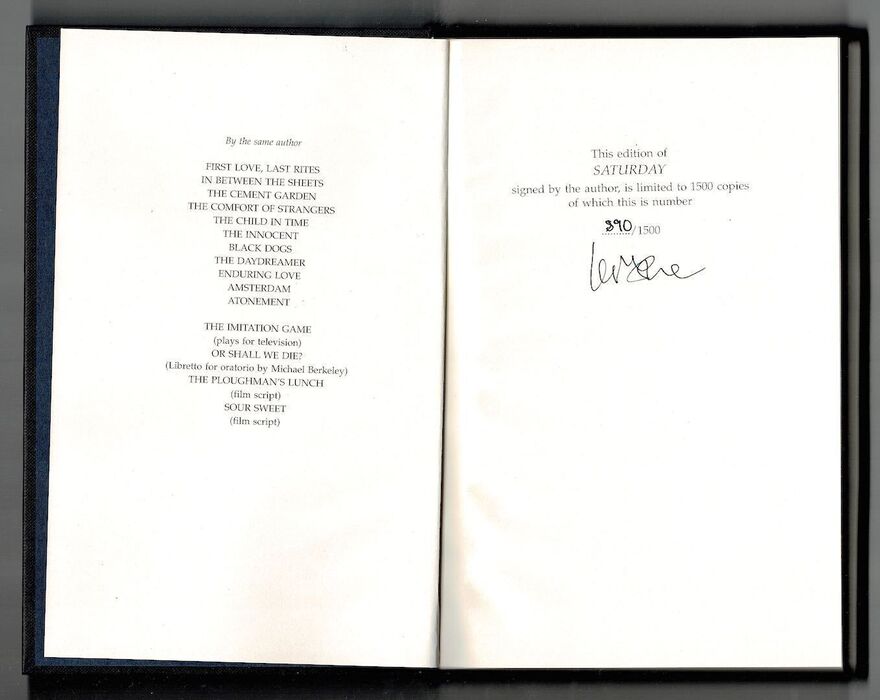 By the same author
FIRST LOVE, LAST RITES
IN BETWEEN THE SHEETS
THE CEMENT GARDEN
THE COMFORT OF STRANGERS
THE CHILD IN TIME
THE INNOCENT
BLACK DOGS
THE DAYDREAMER
ENDURING LOVE
AMSTERDAM
ATONEMENT
THE IMITATION GAME
(plays for television)
OR SHALL WE DIE?
(Libretto for oratorio by Michael Berkeley)
THE PLOUGHMAN'S LUNCH
(film script)
SOUR SWEET
(film script)
This edition of
SATURDAY
signed by the author, is limited to 1500 copies
of which this is number
390/1500